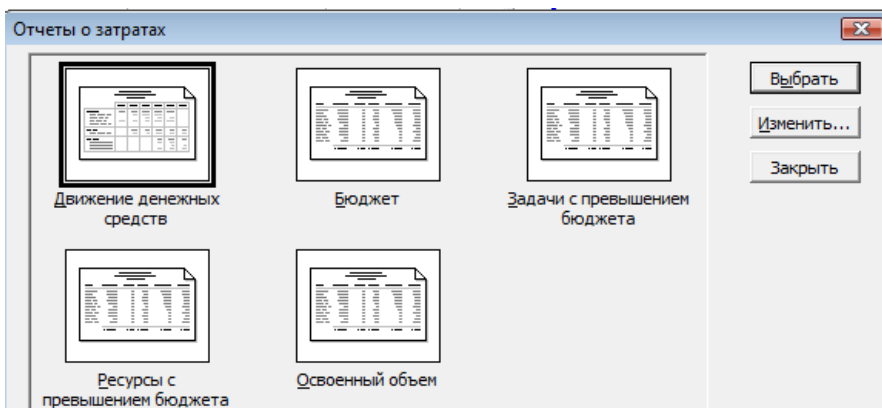 Отчеты о затратах
Выбрать
Изменить...
Закрыть
Движение денежных
средств
Бюджет
Задачи с превышением
бюджета
Ресурсы с
превышением бюджета
Освоенный объем